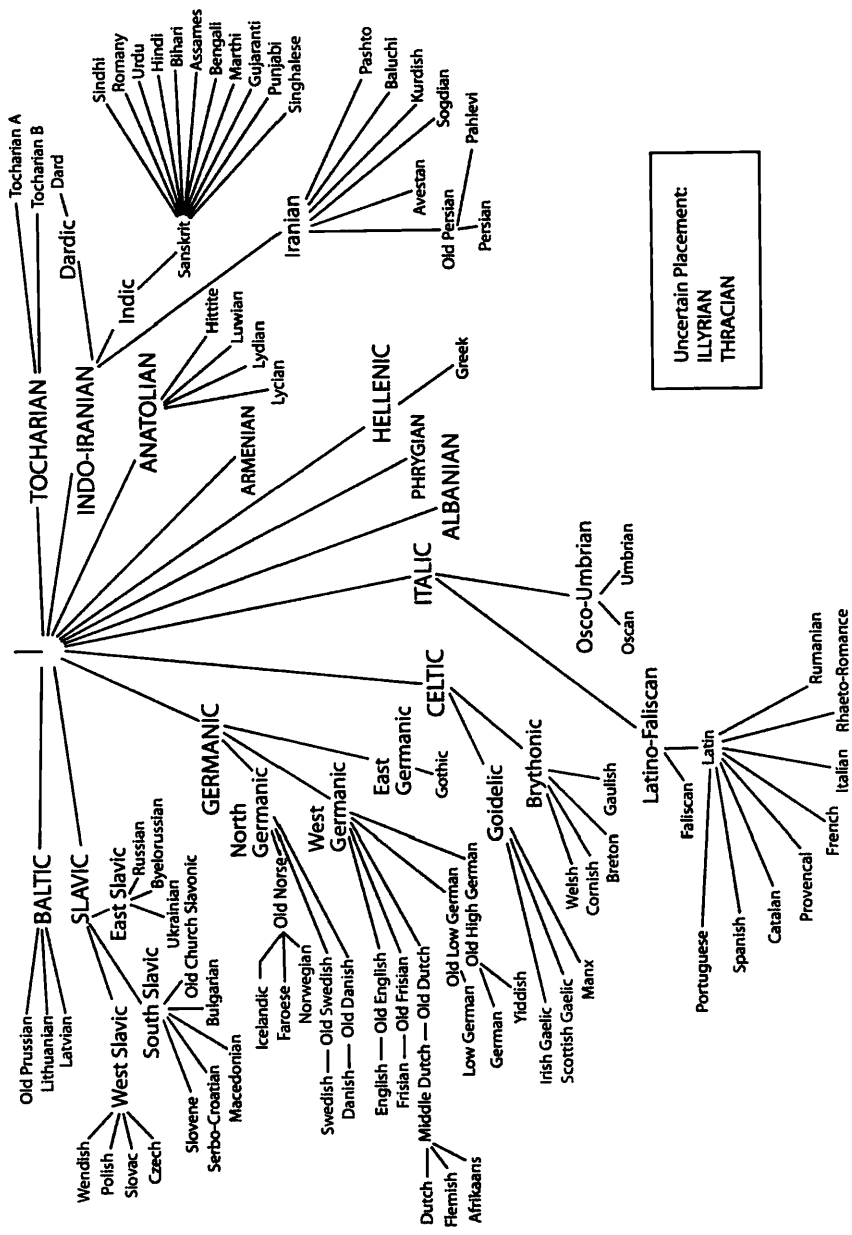 Old Prussian
Lithuanian
Latvian
BALTIC
Wendish
Polish
Slovac
Czech
West Slavic
SLAVIC
East Slavic
Russian
Byelorussian
Ukrainian
South Slavic
Old Church Slavonic
Bulgarian
Macedonian
Serbo-Croatian
Slovene
GERMANIC
North
Germanic
Old Norse
Icelandic
Faroese
Norwegian
Swedish
Old Swedish
Danish
Old Danish
West
Germanic
English
Old English
Frisian
Old Frisian
Dutch
Flemish
Afrikaans
Middle Dutch
Old Dutch
Low German
Old Low German
Old High German
German
Yiddish
East
Germanic
Gothic
CELTIC
Goidelic
Irish Gaelic
Scottish Gaelic
Manx
Brythonic
Welsh
Cornish
Breton
Gaulish
ITALIC
Latino-Faliscan
Faliscan
Latin
Portuguese
Spanish
Catalan
Provencal
French
Italian
Rhaeto-Romance
Rumanian
Osco-Umbrian
Oscan
Umbrian
ALBANIAN
PHRYGIAN
HELLENIC
Greek
ARMENIAN
ANATOLIAN
Hittite
Luwian
Lydian
Lycian
INDO-IRANIAN
Dardic
Dard
Indic
Sanskrit
Sindhi
Romany
Urdu
Hindi
Bihari
Assames
Bengali
Marthi
Gujaranti
Punjabi
Singhalese
Iranian
Pashto
Baluchi
Kurdish
Sogdian
Avestan
Old Persian
Pahlevi
Persian
TOCHARIAN
Tocharian A
Tocharian B
Uncertain Placement:
ILLYRIAN
THRACIAN